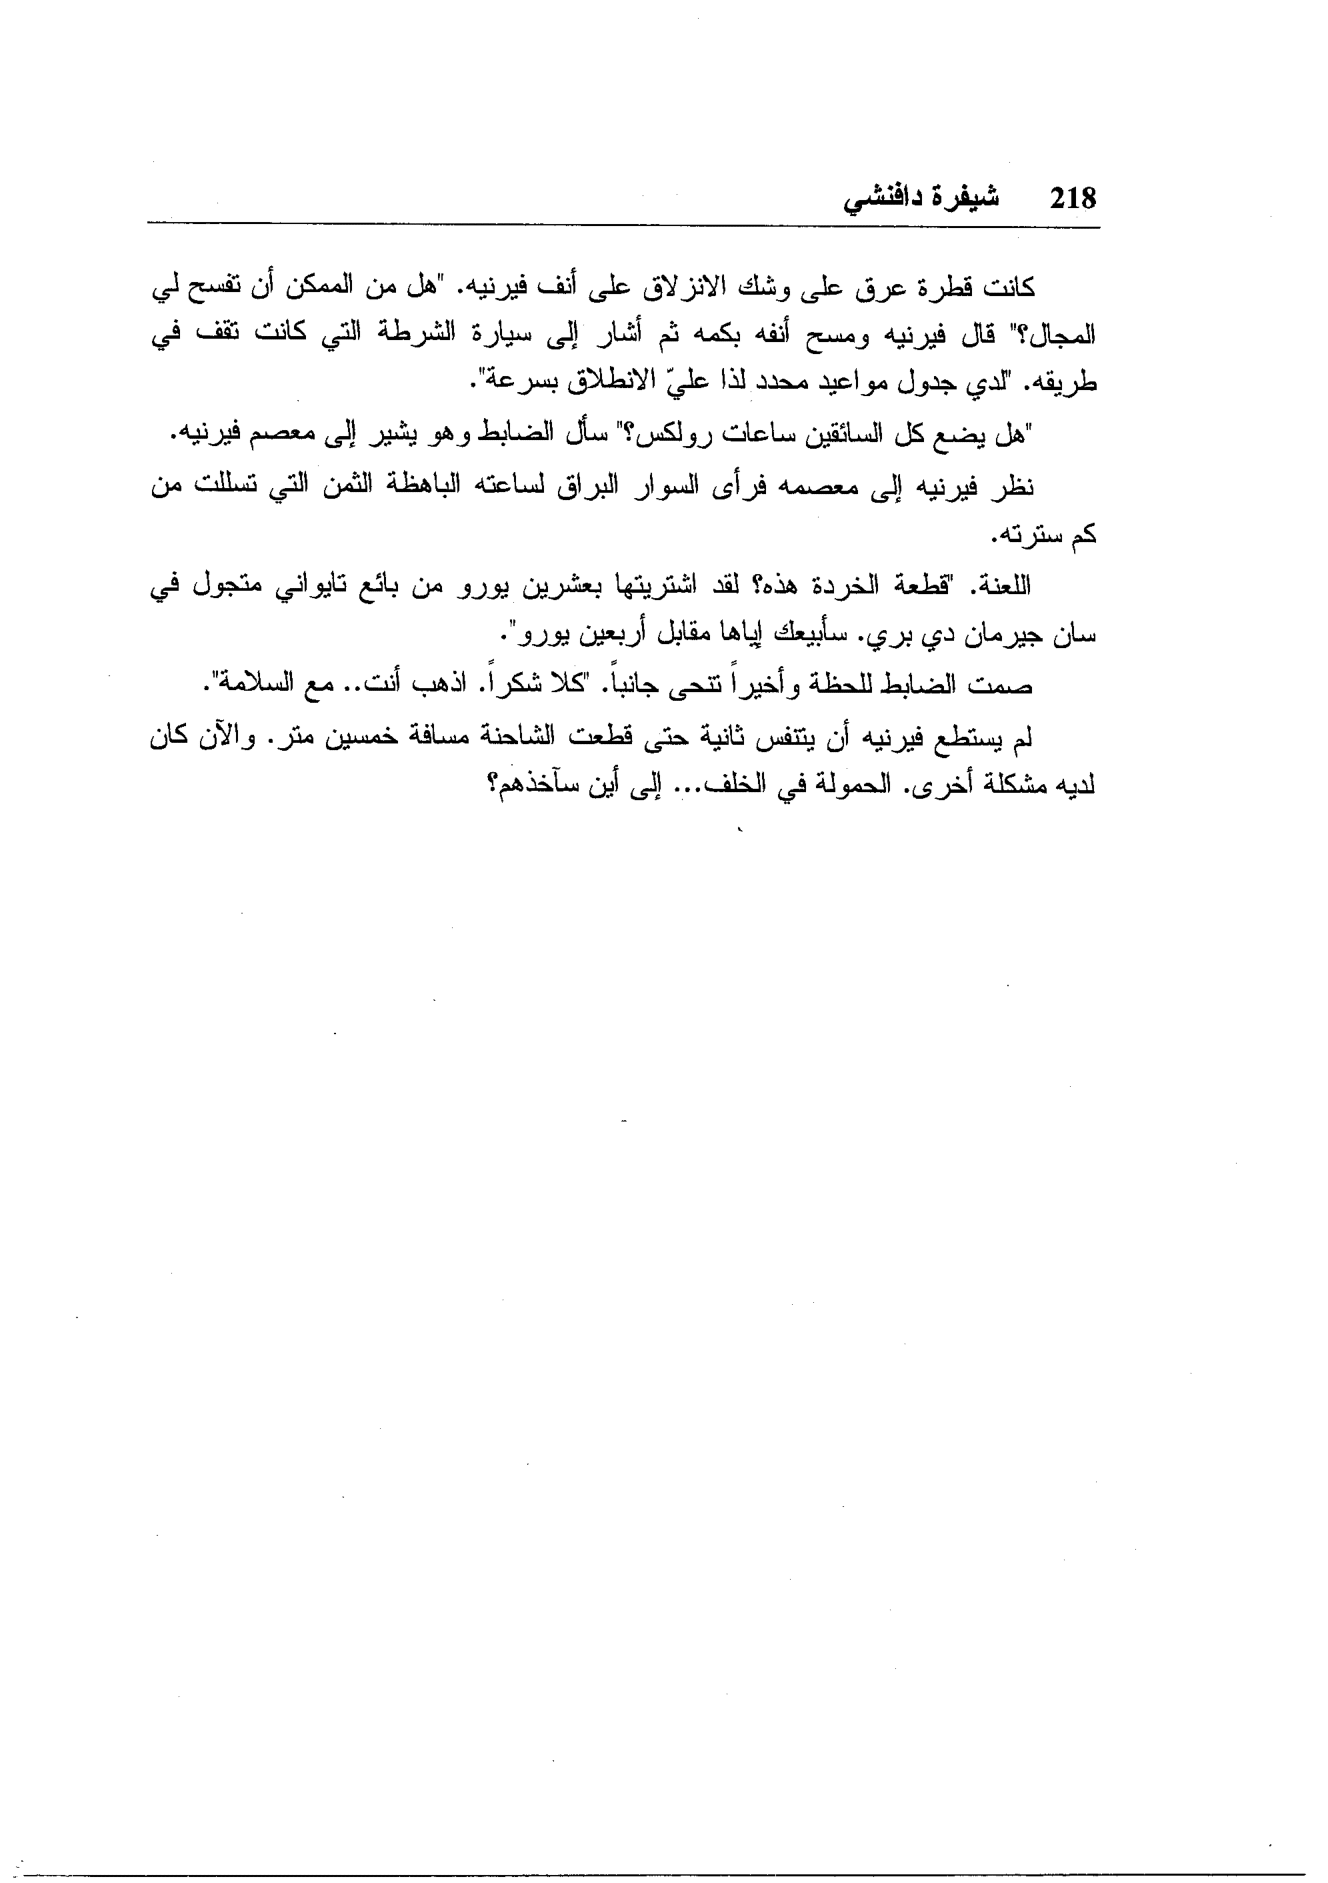 218 شيفرة دافنشي
كانت قطرة عرق على وشك الانزلاق على أنف فيرنيه. "هل من الممكن أن تفسح لي
المجال؟" قال فيرنيه ومسح أنفه بكمه ثم أشار إلى سيارة الشرطة التي كانت تقف في
طريقه. "لدي جدول مواعيد محدد لذا عليّ الانطلاق بسرعة".
"هل يضع كل السائقين ساعات رولكس؟" سأل الضابط وهو يشير إلى معصم فيرنيه.
نظر فيرنيه إلى معصمه فرأى السوار البراق لساعته الباهظة الثمن التي تسللت من
كم سترته.
اللعنة. "قطعة الخردة هذه؟ لقد اشتريتها بعشرين يورو من بائع تايواني متجول في
سان جيرمان دي بري. سأبيعك إياها مقابل أربعين يورو".
صمت الضابط للحظة وأخيراً تنحى جانباً. "كلا شكراً. اذهب أنت.. مع السلامة".
لم يستطع فيرنيه أن يتنفس ثانية حتى قطعت الشاحنة مسافة خمسين متر. والآن كان
لديه مشكلة أخرى. الحمولة في الخلف... إلى أين سآخذهم؟